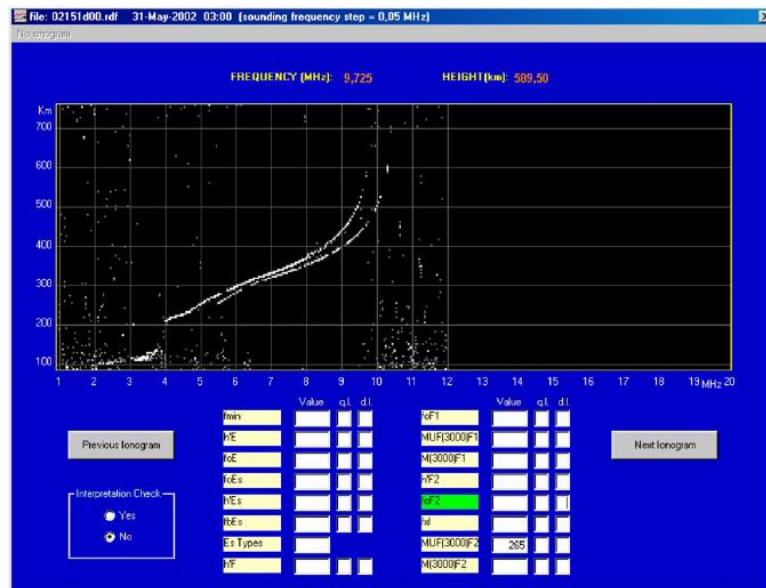 file: 02151d00.rdf 31-May-2002 03:00 (sounding frequency step = 0,05 MHz)
No ionogram
FREQUENCY (MHz): 9,725 HEIGHT(km): 589,50
Km
700
600
500
400
300
200
100
1 2 3 4 5 6 7 8 9 10 11 12 13 14 15 16 17 18 19 MHz 20
Value q.l. d.l. Value q.l. d.l.
fmin foF1
h'E MUF(3000)F1
foE M(3000)F1
foEs h'F2
h'Es foF2
fbEs fxI
Es Types MUF(3000)F2 265
h'F M(3000)F2
Previous Ionogram
Next Ionogram
Interpretation Check
Yes
No